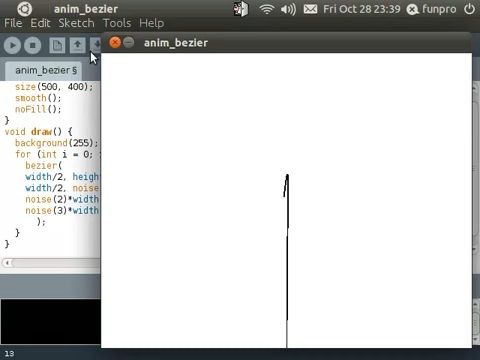 anim_bezier
Fri Oct 28 23:39
funpro
File Edit Sketch Tools Help
anim_bezier
anim_bezier §
size(500, 400);
smooth();
noFill();
}
void draw() {
background(255);
for (int i = 0;
bezier(
width/2, heigh
width/2, noise
noise(2)*width
noise(3)*width
);
}
}
13